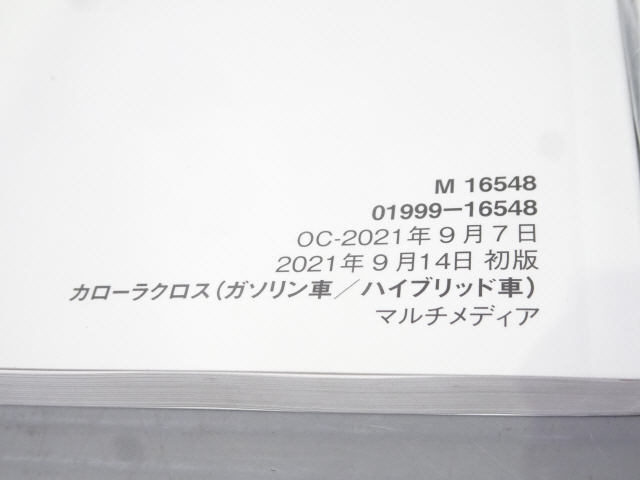 M 16548
01999-16548
OC-2021年9月7日
2021年9月14日 初版
カローラクロス(ガソリン車/ハイブリッド車)
マルチメディア